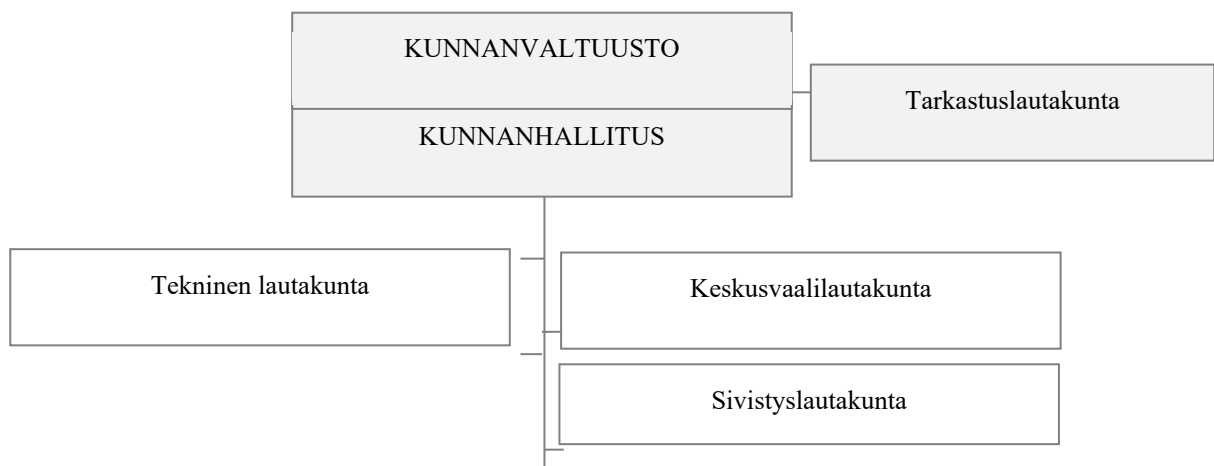 KUNNANVALTUUSTO
Tarkastuslautakunta
KUNNANHALLITUS
Tekninen lautakunta
Keskusvaalilautakunta
Sivistyslautakunta